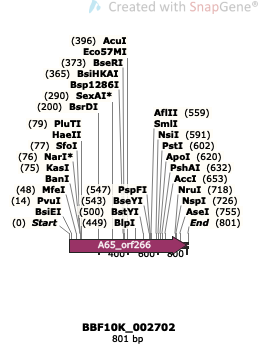 Created with SnapGene®
(396) AcuI
Eco57MI
(373) BseRI
(365) BsiHKAI
Bsp1286I
(290) SexAI*
(200) BsrDI
(79) PluTI
HaeII
(77) SfoI
(76) NarI*
(75) KasI
BanI
(48) MfeI
(14) PvuI
BsiEI
(0) Start
(547) PspFI
(543) BseYI
(500) BstYI
(449) BlpI
AflII (559)
SmlI
NsiI (591)
PstI (602)
ApoI (620)
PshAI (632)
AccI (653)
NruI (718)
NspI (726)
AseI (755)
End (801)
A65_orf266
400
600
800
BBF10K_002702
801 bp